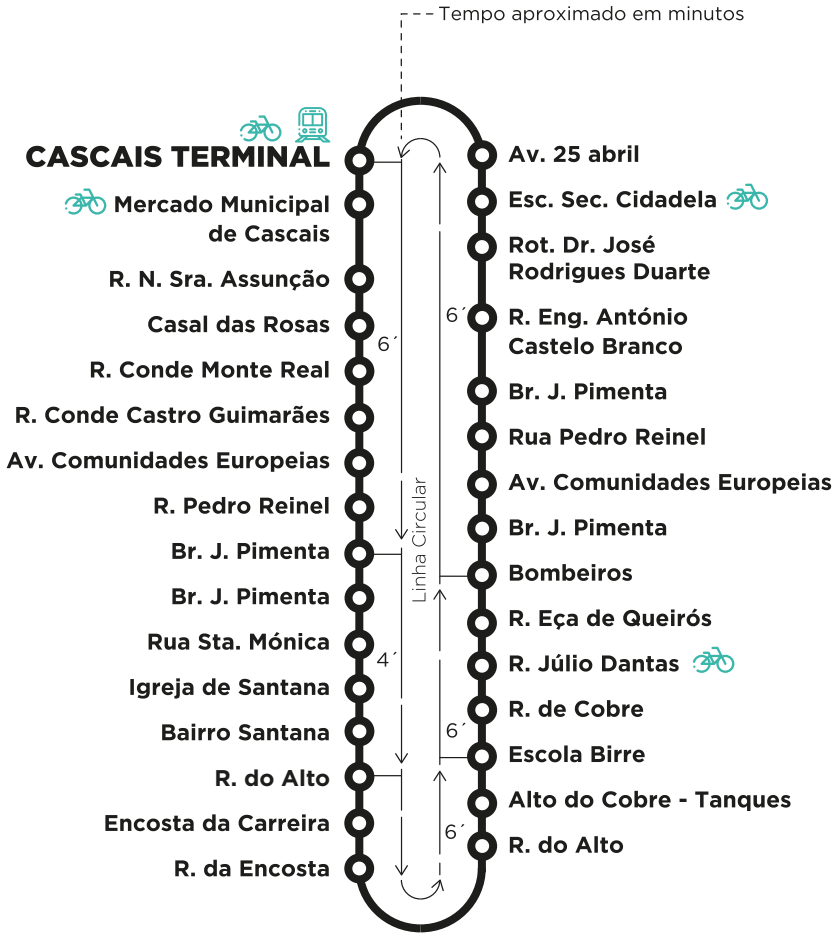 Tempo aproximado em minutos
CASCAIS TERMINAL
Mercado Municipal
de Cascais
R. N. Sra. Assunção
Casal das Rosas
R. Conde Monte Real
R. Conde Castro Guimarães
Av. Comunidades Europeias
R. Pedro Reinel
Br. J. Pimenta
Br. J. Pimenta
Rua Sta. Mónica
Igreja de Santana
Bairro Santana
R. do Alto
Encosta da Carreira
R. da Encosta
6´
4´
Linha Circular
6´
6´
6´
Av. 25 abril
Esc. Sec. Cidadela
Rot. Dr. José
Rodrigues Duarte
R. Eng. António
Castelo Branco
Br. J. Pimenta
Rua Pedro Reinel
Av. Comunidades Europeias
Br. J. Pimenta
Bombeiros
R. Eça de Queirós
R. Júlio Dantas
R. de Cobre
Escola Birre
Alto do Cobre - Tanques
R. do Alto